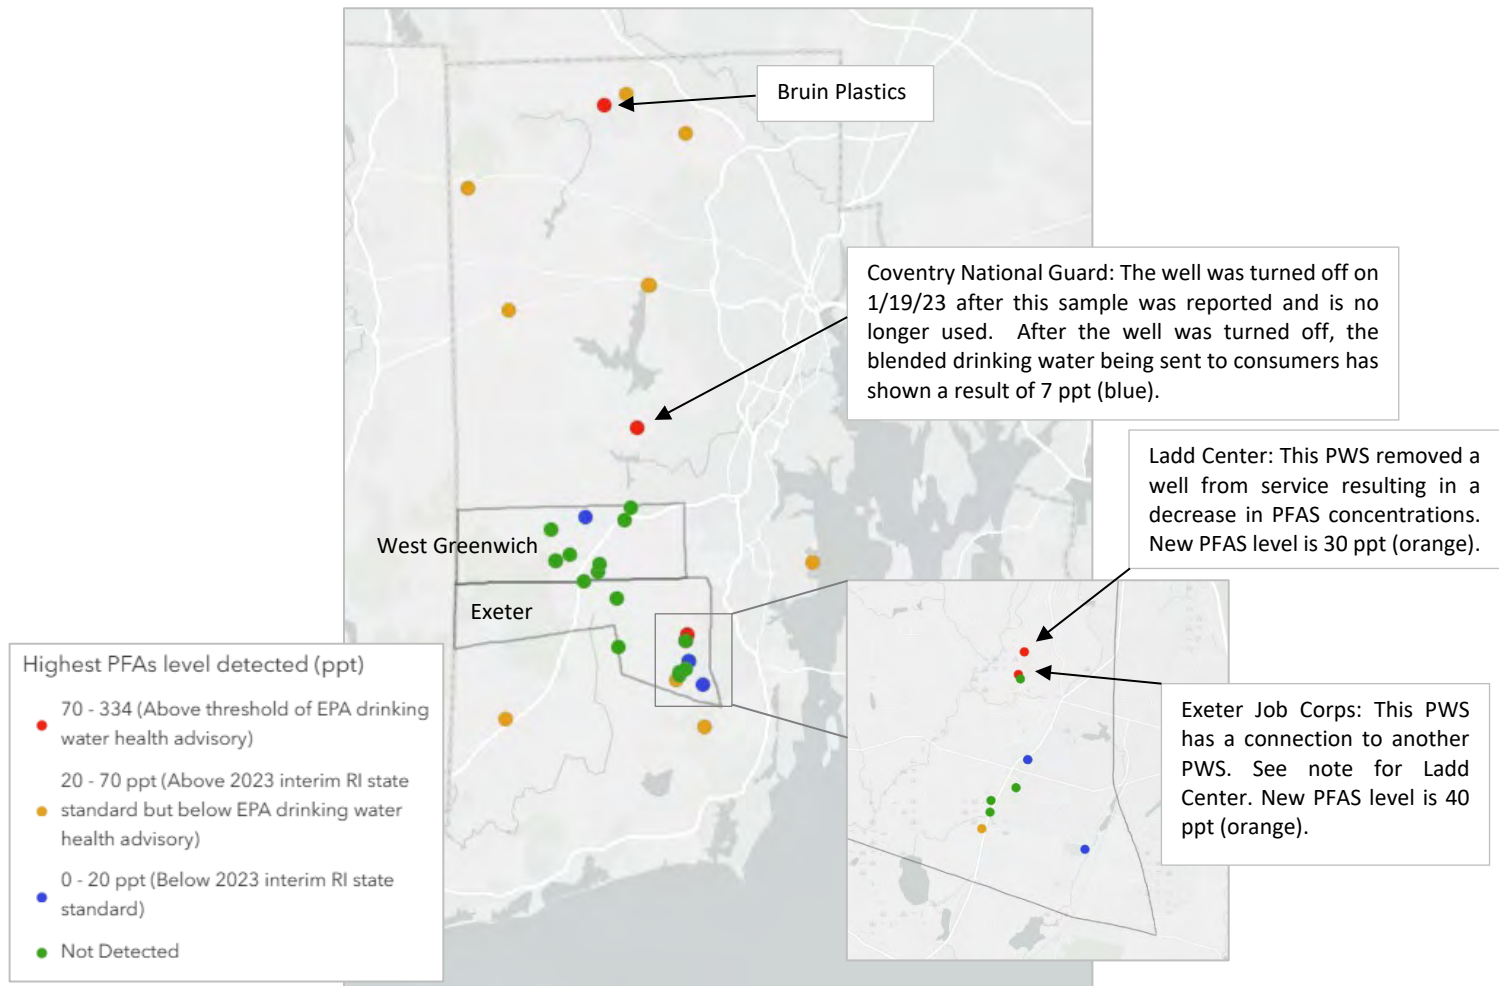 Bruin Plastics
Coventry National Guard: The well was turned off on
1/19/23 after this sample was reported and is no
longer used. After the well was turned off, the
blended drinking water being sent to consumers has
shown a result of 7 ppt (blue).
Ladd Center: This PWS removed a
well from service resulting in a
decrease in PFAS concentrations.
New PFAS level is 30 ppt (orange).
West Greenwich
Exeter
Exeter Job Corps: This PWS
has a connection to another
PWS. See note for Ladd
Center. New PFAS level is 40
ppt (orange).
Highest PFAs level detected (ppt)
70 - 334 (Above threshold of EPA drinking
water health advisory)
20 - 70 ppt (Above 2023 interim RI state
standard but below EPA drinking water
health advisory)
0 - 20 ppt (Below 2023 interim RI state
standard)
Not Detected